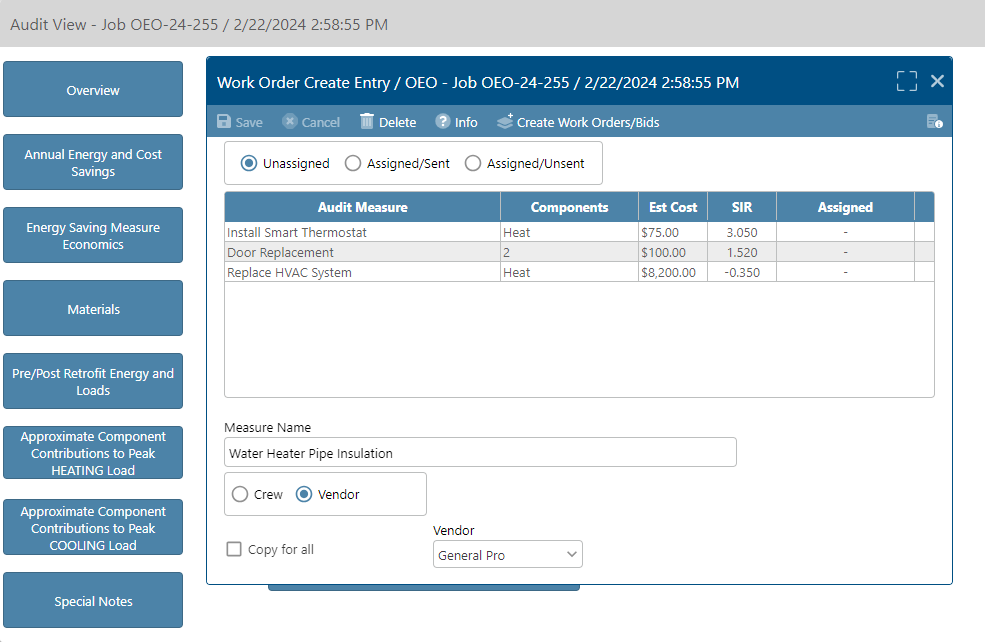 Audit View - Job OEO-24-255 / 2/22/2024 2:58:55 PM
Overview
Annual Energy and Cost
Savings
Energy Saving Measure
Economics
Materials
Pre/Post Retrofit Energy and
Loads
Approximate Component
Contributions to Peak
HEATING Load
Approximate Component
Contributions to Peak
COOLING Load
Special Notes
Work Order Create Entry / OEO - Job OEO-24-255 / 2/22/2024 2:58:55 PM
Save Cancel Delete Info Create Work Orders/Bids
Unassigned Assigned/Sent Assigned/Unsent
Audit Measure Components Est Cost SIR Assigned
Install Smart Thermostat Heat $75.00 3.050 -
Door Replacement 2 $100.00 1.520 -
Replace HVAC System Heat $8,200.00 -0.350 -
Measure Name
Water Heater Pipe Insulation
Crew Vendor
Vendor
Copy for all
General Pro